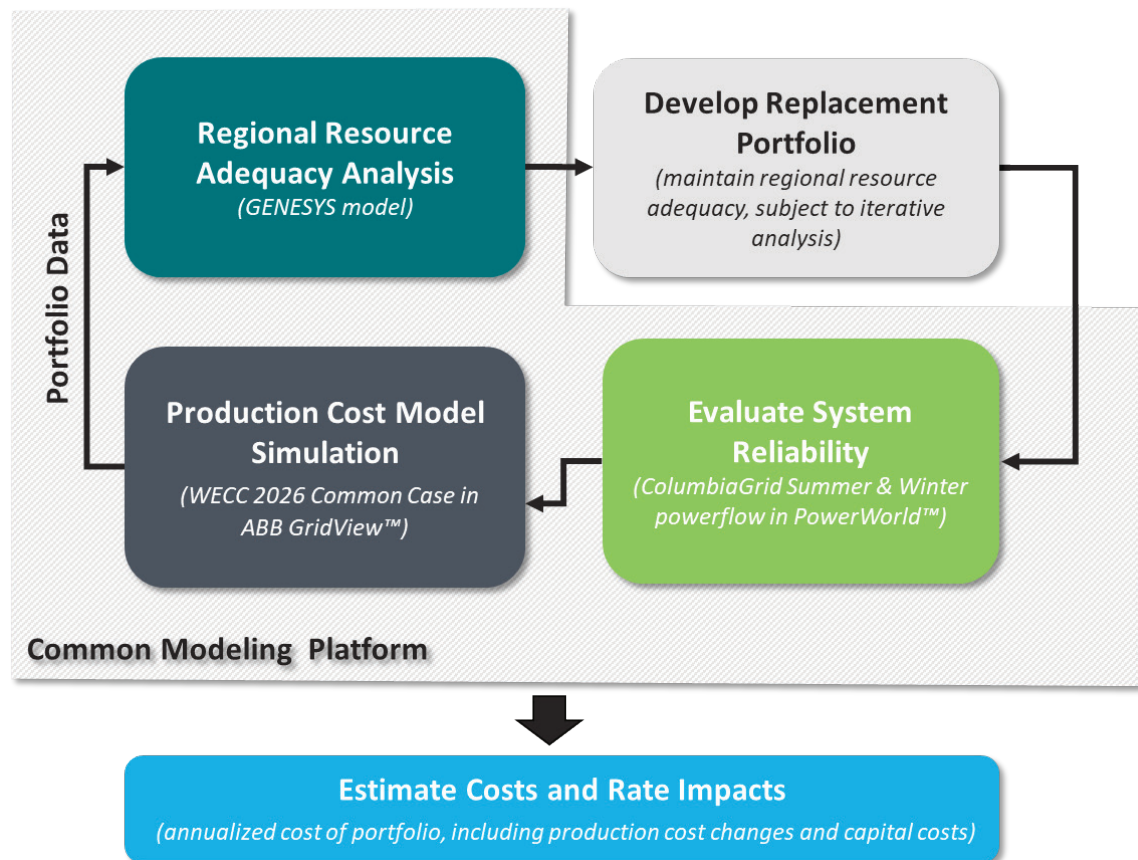 Regional Resource
Adequacy Analysis
(GENESYS model)
Develop Replacement
Portfolio
(maintain regional resource
adequacy, subject to iterative
analysis)
Portfolio Data
Production Cost Model
Simulation
(WECC 2026 Common Case in
ABB GridView™)
Evaluate System
Reliability
(ColumbiaGrid Summer & Winter
powerflow in PowerWorld™)
Common Modeling Platform
Estimate Costs and Rate Impacts
(annualized cost of portfolio, including production cost changes and capital costs)